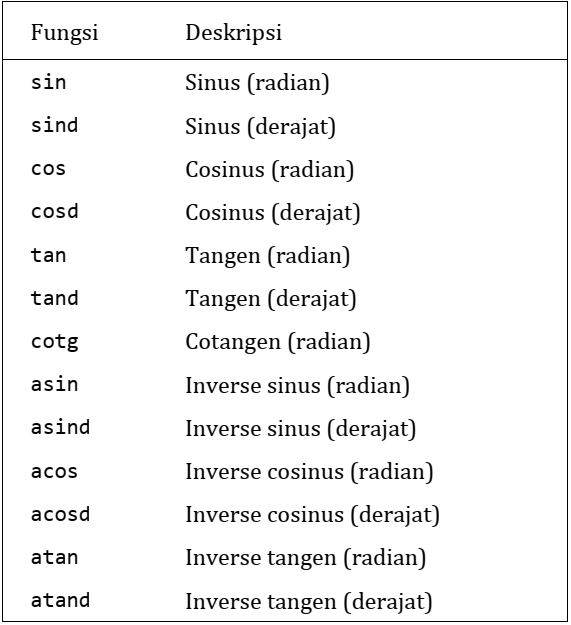 Fungsi Deskripsi
sin Sinus (radian)
sind Sinus (derajat)
cos Cosinus (radian)
cosd Cosinus (derajat)
tan Tangen (radian)
tand Tangen (derajat)
cotg Cotangen (radian)
asin Inverse sinus (radian)
asind Inverse sinus (derajat)
acos Inverse cosinus (radian)
acosd Inverse cosinus (derajat)
atan Inverse tangen (radian)
atand Inverse tangen (derajat)